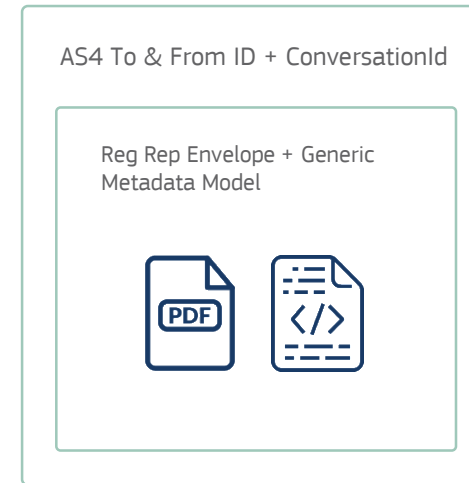 AS4 To & From ID + ConversationId
Reg Rep Envelope + Generic
Metadata Model
PDF
</>